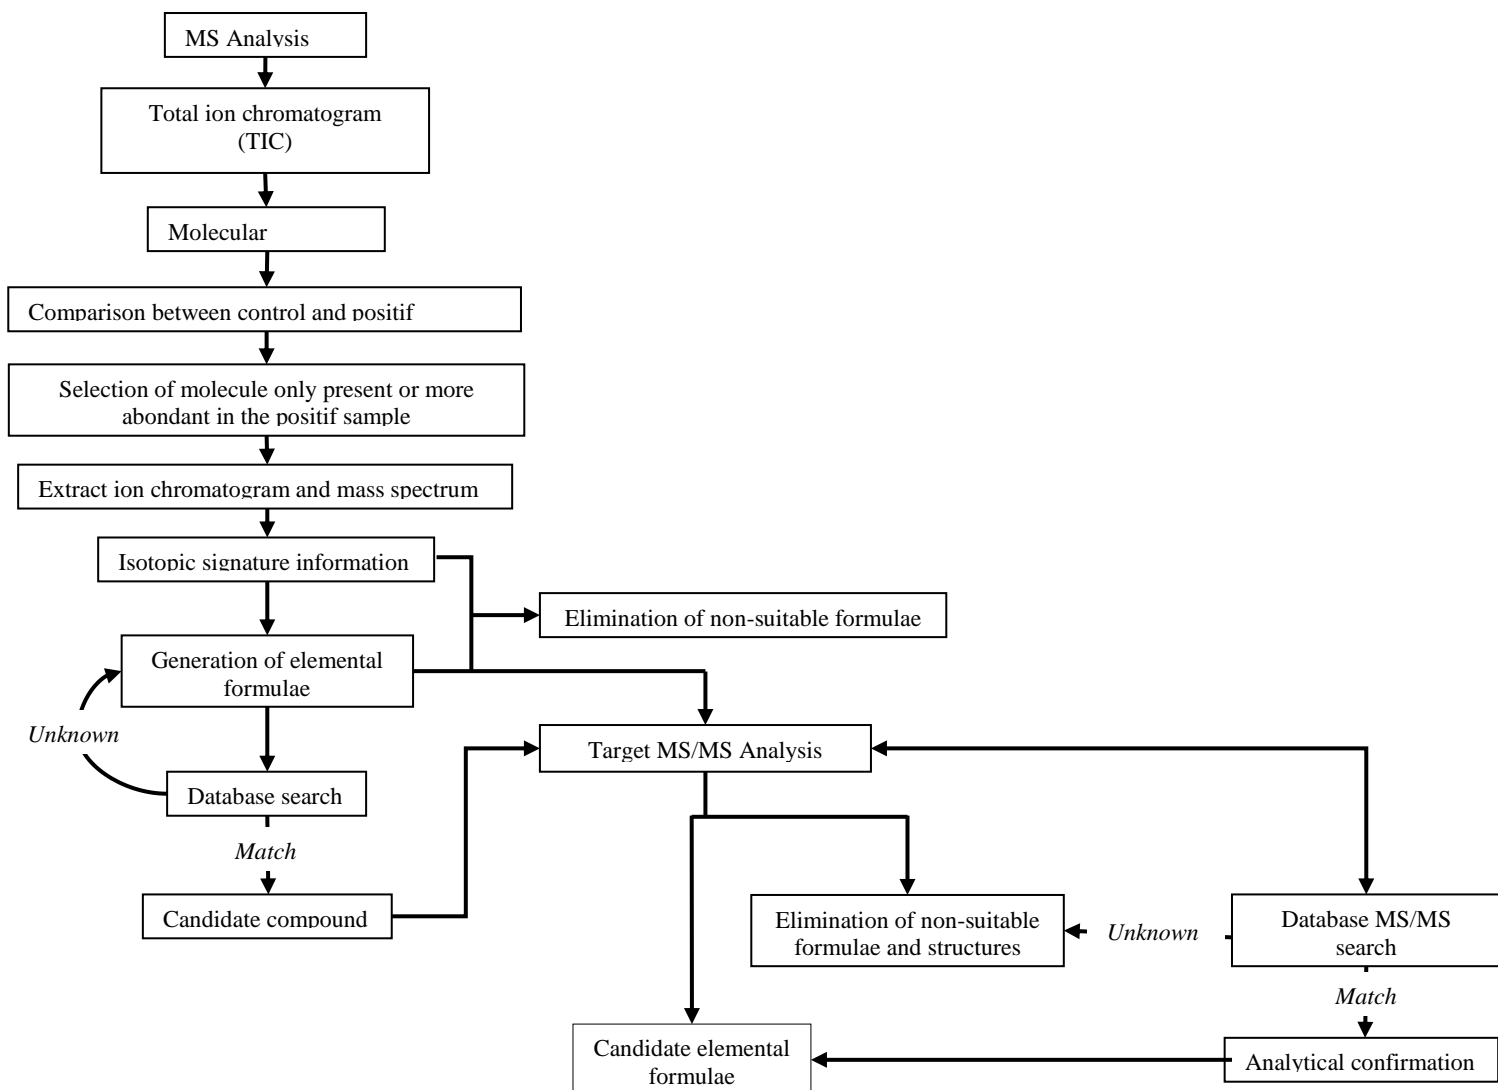 MS Analysis
Total ion chromatogram
(TIC)
Molecular
Comparison between control and positif
Selection of molecule only present or more
abondant in the positif sample
Extract ion chromatogram and mass spectrum
Isotopic signature information
Elimination of non-suitable formulae
Generation of elemental
formulae
Unknown
Target MS/MS Analysis
Database search
Match
Candidate compound
Elimination of non-suitable
formulae and structures
Unknown
Database MS/MS
search
Match
Candidate elemental
formulae
Analytical confirmation